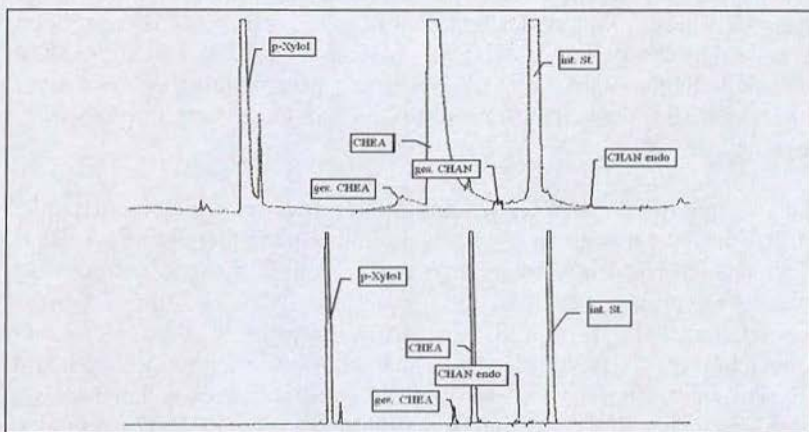 p-Xylol
int. St.
CHEA
ges. CHAN
CHAN endo
ges. CHEA
p-Xylol
int. St.
CHEA
CHAN endo
ges. CHEA